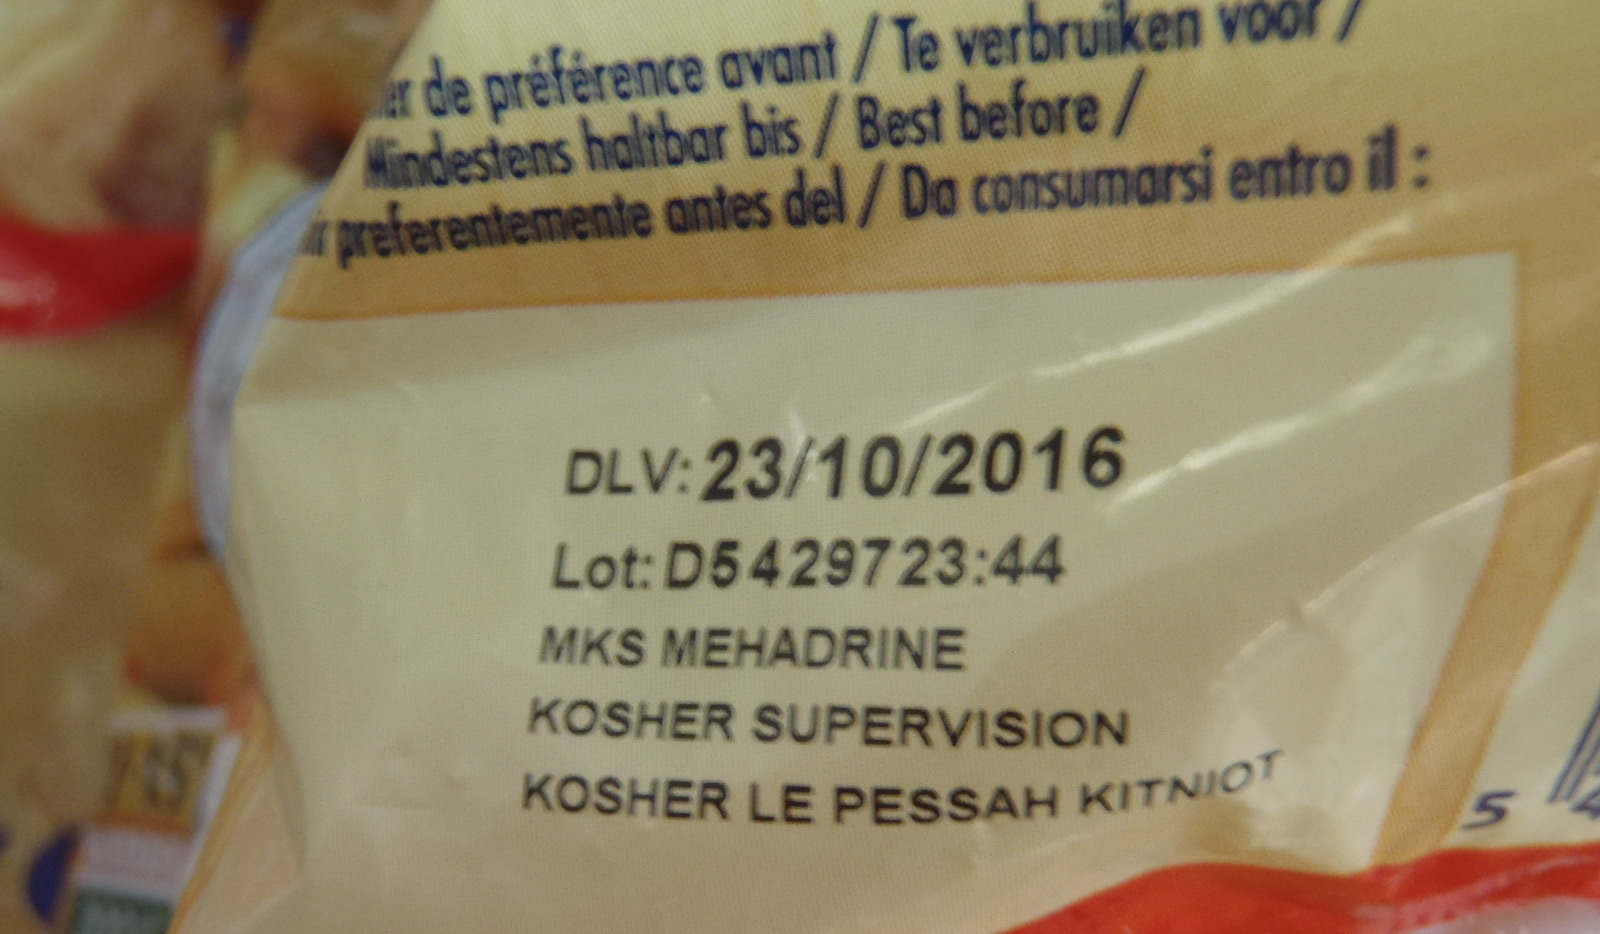 de préférence avant / Te verbruiken voor /
Mindestens haltbar bis / Best before /
preferentemente antes del / Da consumarsi entro il :
DLV: 23/10/2016
Lot: D5429723:44
MKS MEHADRINE
KOSHER SUPERVISION
KOSHER LE PESSAH KITNIOT
5